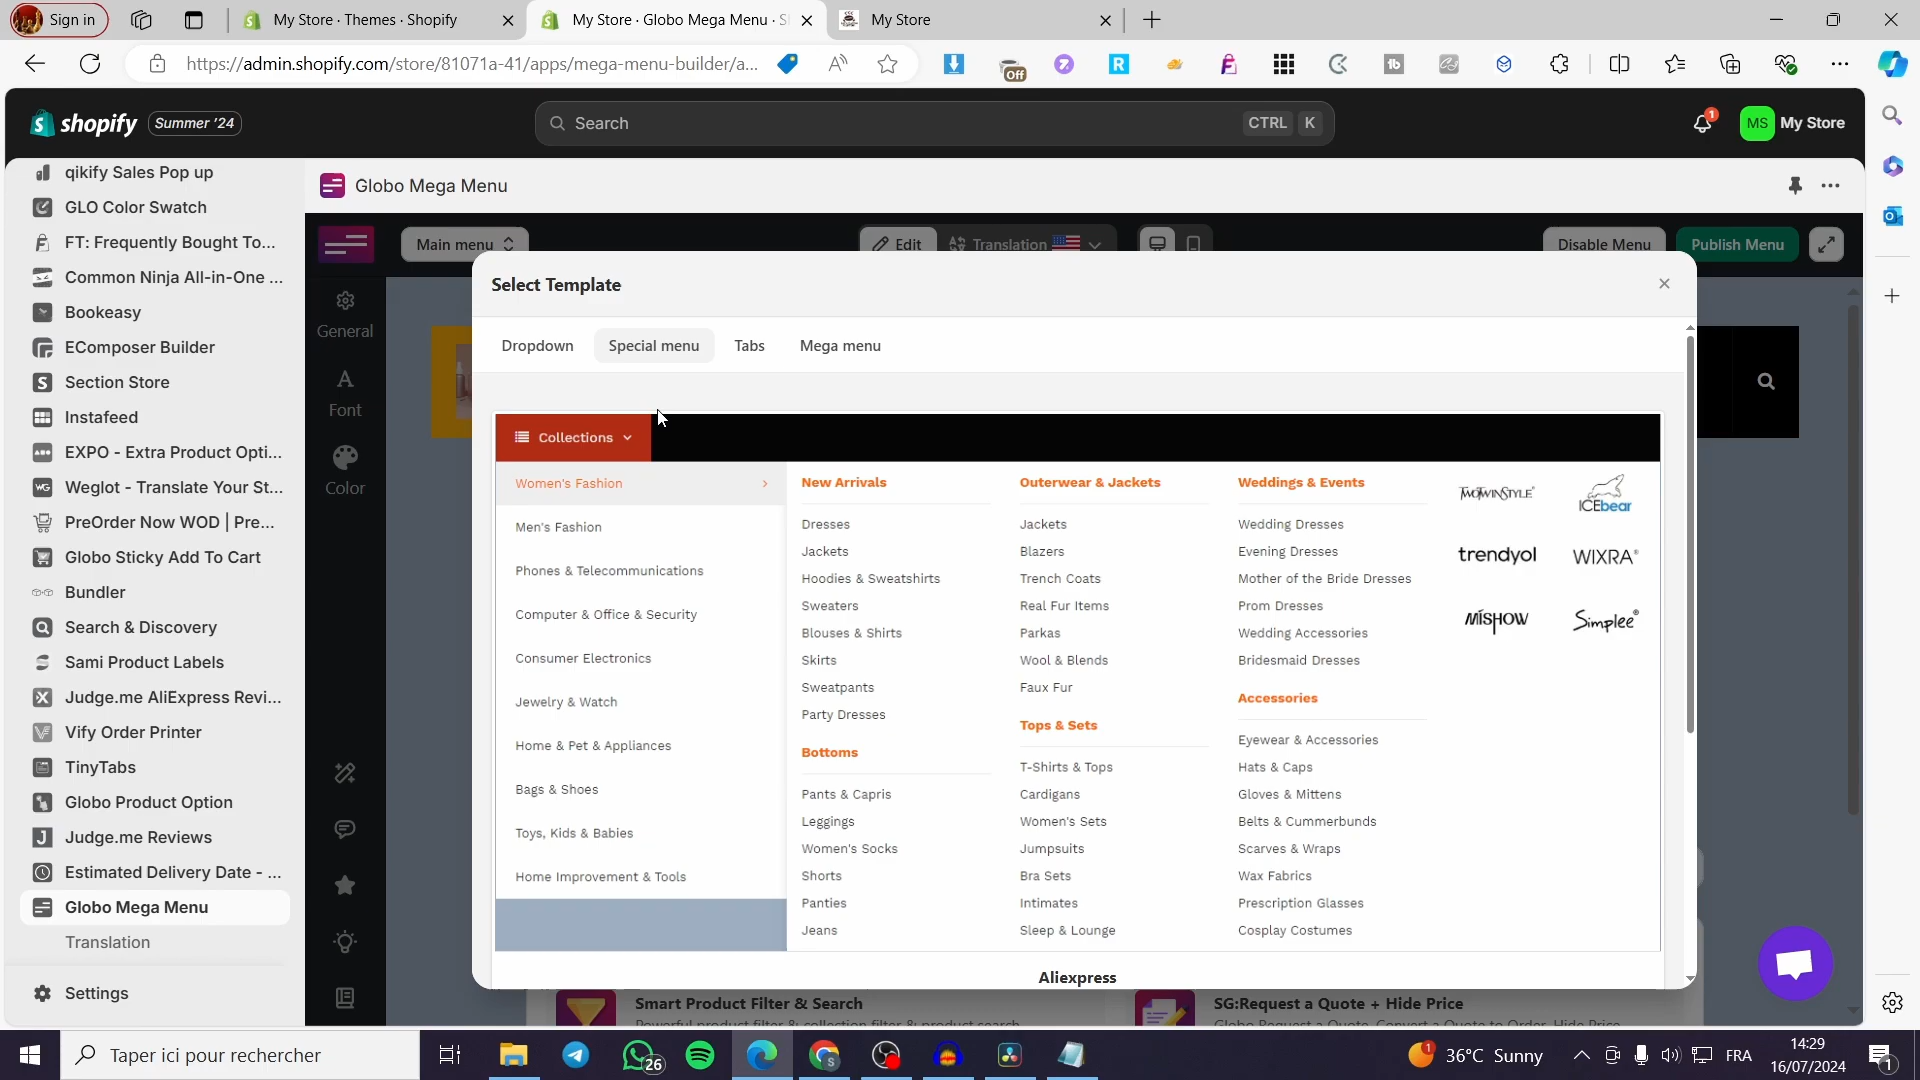 Sign in
My Store · Themes · Shopify
My Store · Globo Mega Menu · S
My Store
https://admin.shopify.com/store/81071a-41/apps/mega-menu-builder/a...
Off
shopify
Summer '24
Search
CTRL K
1
MS
My Store
qikify Sales Pop up
GLO Color Swatch
FT: Frequently Bought To...
Common Ninja All-in-One ...
Bookeasy
EComposer Builder
Section Store
Instafeed
EXPO - Extra Product Opti...
Weglot - Translate Your St...
PreOrder Now WOD | Pre...
Globo Sticky Add To Cart
Bundler
Search & Discovery
Sami Product Labels
Judge.me AliExpress Revi...
Vify Order Printer
TinyTabs
Globo Product Option
Judge.me Reviews
Estimated Delivery Date - ...
Globo Mega Menu
Translation
Settings
Globo Mega Menu
Main menu
Edit
Translation
Disable Menu
Publish Menu
General
Font
Color
Select Template
Dropdown
Special menu
Tabs
Mega menu
Collections
Women's Fashion
Men's Fashion
Phones & Telecommunications
Computer & Office & Security
Consumer Electronics
Jewelry & Watch
Home & Pet & Appliances
Bags & Shoes
Toys, Kids & Babies
Home Improvement & Tools
New Arrivals
Dresses
Jackets
Hoodies & Sweatshirts
Sweaters
Blouses & Shirts
Skirts
Sweatpants
Party Dresses
Bottoms
Pants & Capris
Leggings
Women's Socks
Shorts
Panties
Jeans
Outerwear & Jackets
Jackets
Blazers
Trench Coats
Real Fur Items
Parkas
Wool & Blends
Faux Fur
Tops & Sets
T-Shirts & Tops
Cardigans
Women's Sets
Jumpsuits
Bra Sets
Intimates
Sleep & Lounge
Weddings & Events
Wedding Dresses
Evening Dresses
Mother of the Bride Dresses
Prom Dresses
Wedding Accessories
Bridesmaid Dresses
Accessories
Eyewear & Accessories
Hats & Caps
Gloves & Mittens
Belts & Cummerbunds
Scarves & Wraps
Wax Fabrics
Prescription Glasses
Cosplay Costumes
TWOTWINSTYLE
ICEbear
trendyol
WIXRA
MISHOW
Simplee
Aliexpress
Smart Product Filter & Search
Powerful product filter & collection filter & product search
SG:Request a Quote + Hide Price
Globo Request a Quote, Convert a Quote to Order, Hide Price
Taper ici pour rechercher
26
1
36°C Sunny
FRA
14:29
16/07/2024
1